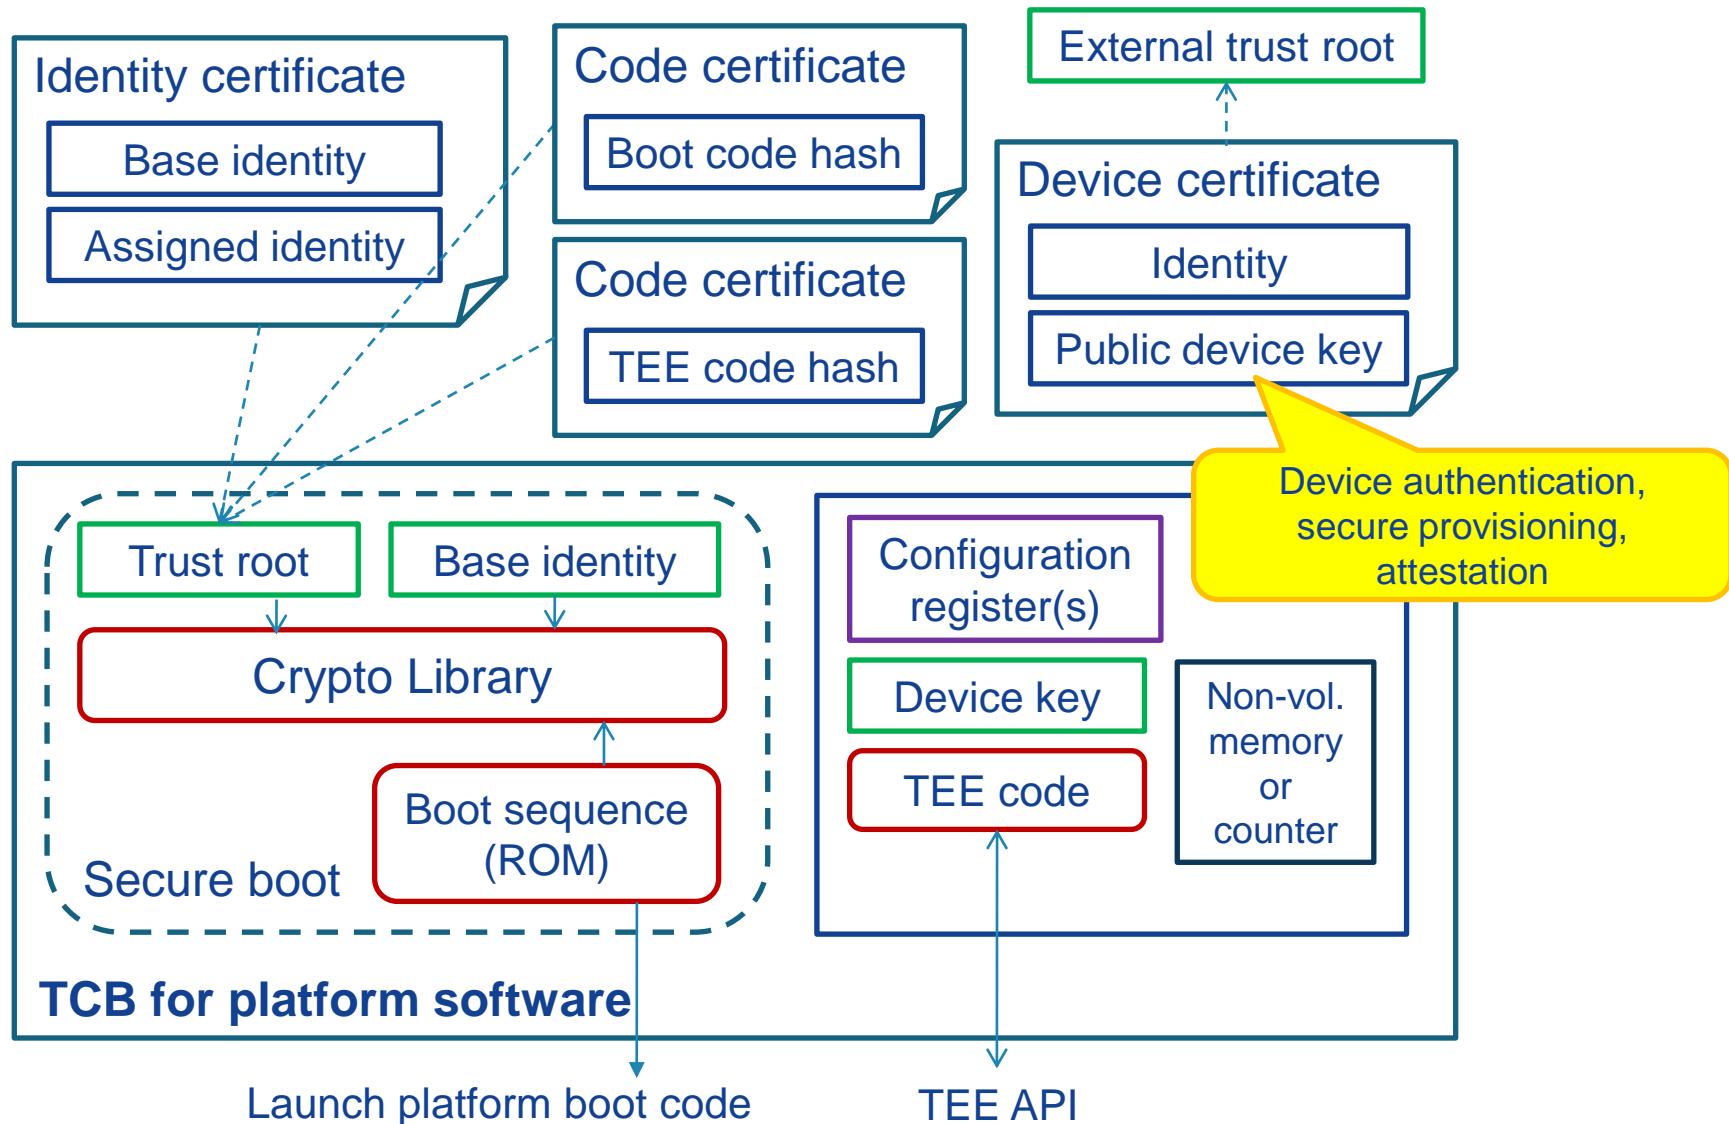 Identity certificate
Base identity
Assigned identity
Code certificate
Boot code hash
Code certificate
TEE code hash
External trust root
Device certificate
Identity
Public device key
Device authentication,
secure provisioning,
attestation
Trust root
Base identity
Crypto Library
Boot sequence
(ROM)
Secure boot
Configuration
register(s)
Device key
TEE code
Non-vol.
memory
or
counter
TCB for platform software
Launch platform boot code
TEE API